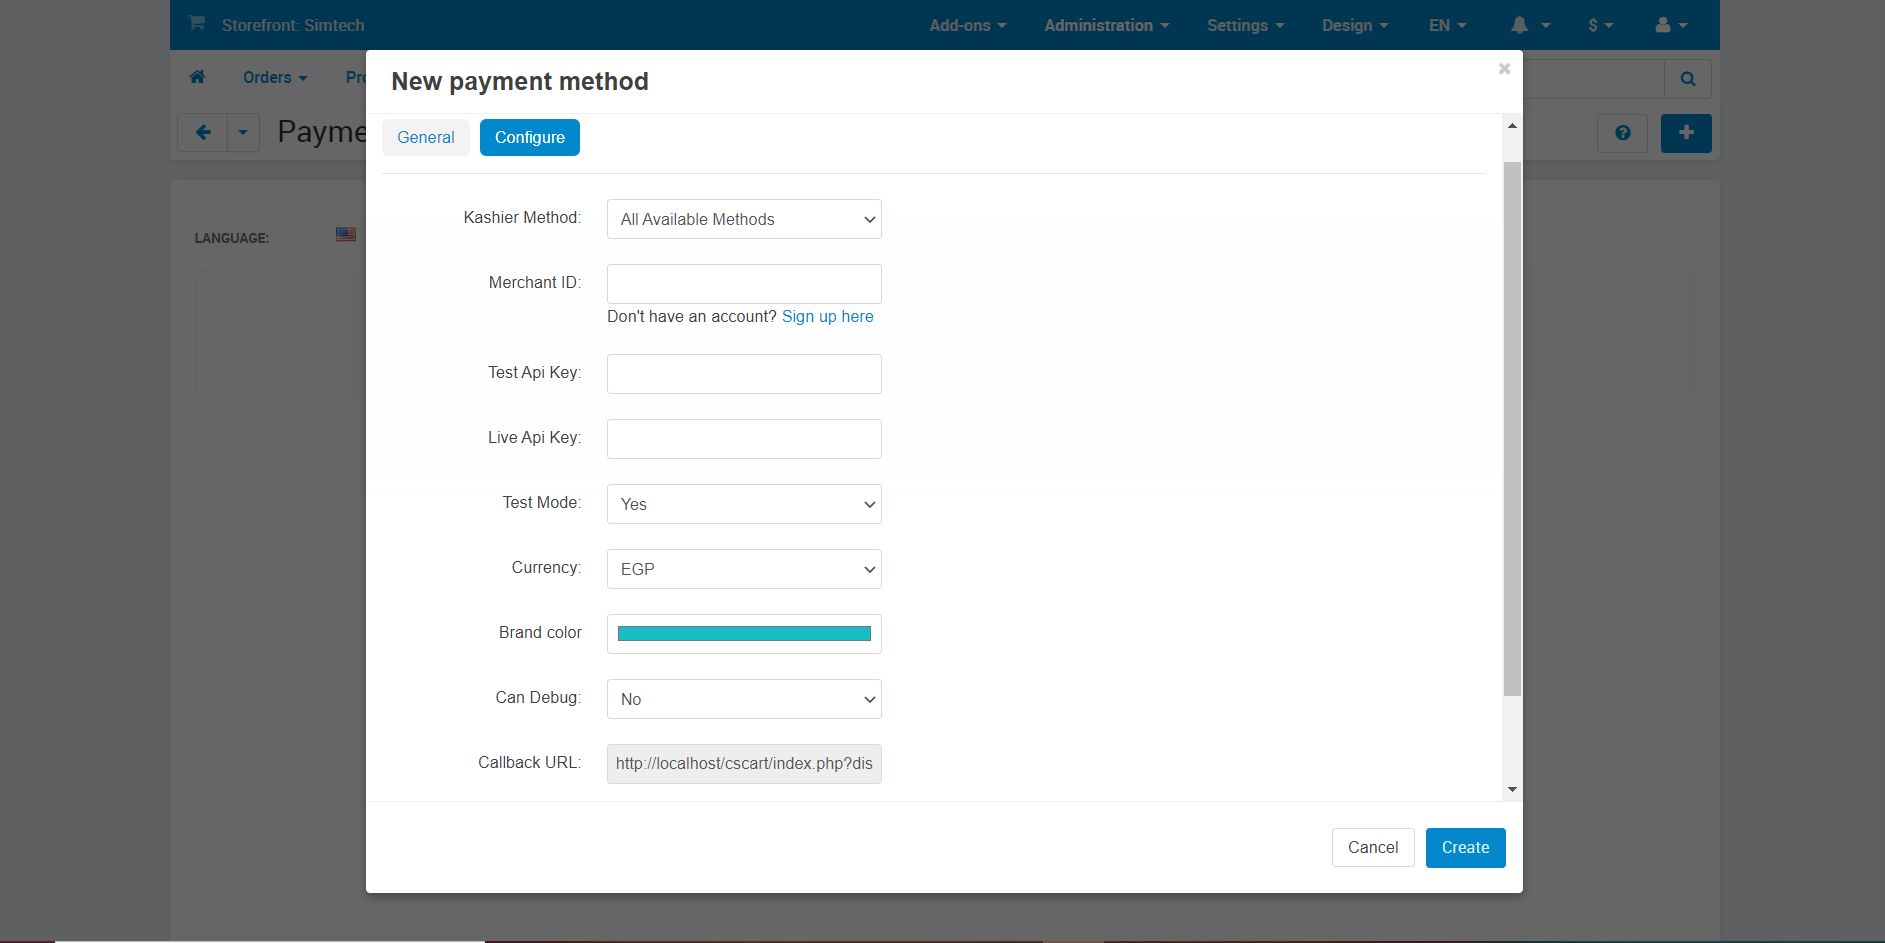 Storefront: Simtech
Add-ons
Administration
Settings
Design
EN
$
Orders
Pro
Payme
LANGUAGE:
New payment method
General
Configure
Kashier Method:
All Available Methods
Merchant ID:
Don't have an account? Sign up here
Test Api Key:
Live Api Key:
Test Mode:
Yes
Currency:
EGP
Brand color
Can Debug:
No
Callback URL:
http://localhost/cscart/index.php?dis
Cancel
Create